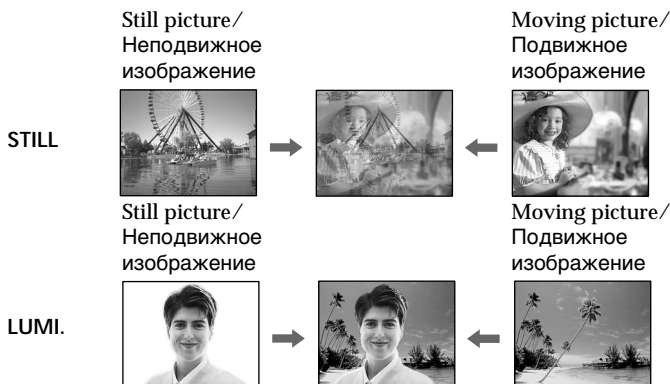 Still picture/
Неподвижное
изображение
Moving picture/
Подвижное
изображение
STILL
Still picture/
Неподвижное
изображение
Moving picture/
Подвижное
изображение
LUMI.